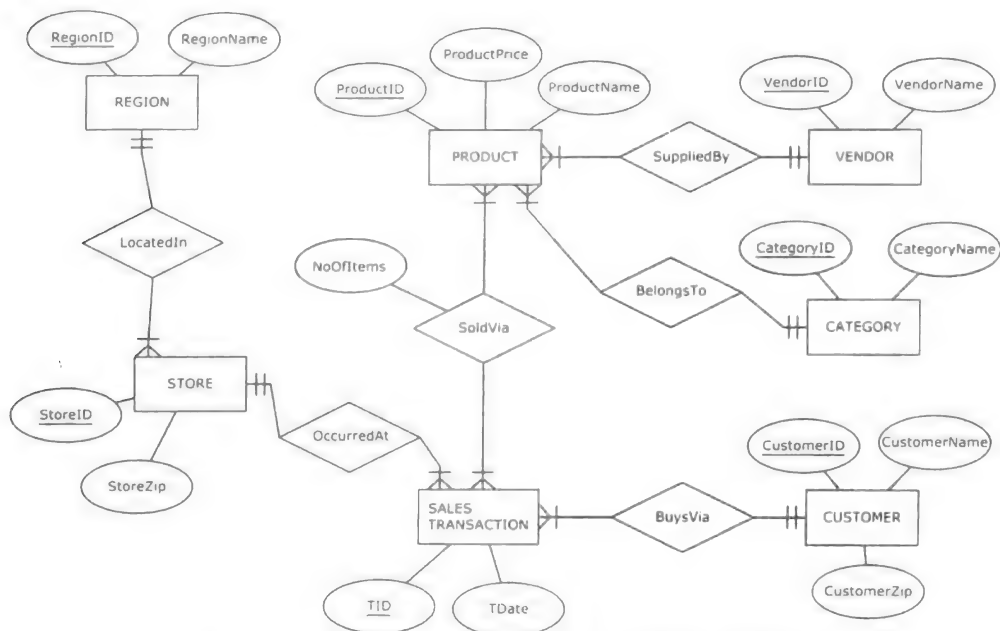 RegionID
RegionName
REGION
LocatedIn
STORE
StoreID
StoreZip
ProductPrice
ProductID
ProductName
PRODUCT
SuppliedBy
VendorID
VendorName
VENDOR
NoOfItems
SoldVia
BelongsTo
CategoryID
CategoryName
CATEGORY
OccurredAt
SALES
TRANSACTION
TID
TDate
BuysVia
CustomerID
CustomerName
CUSTOMER
CustomerZip